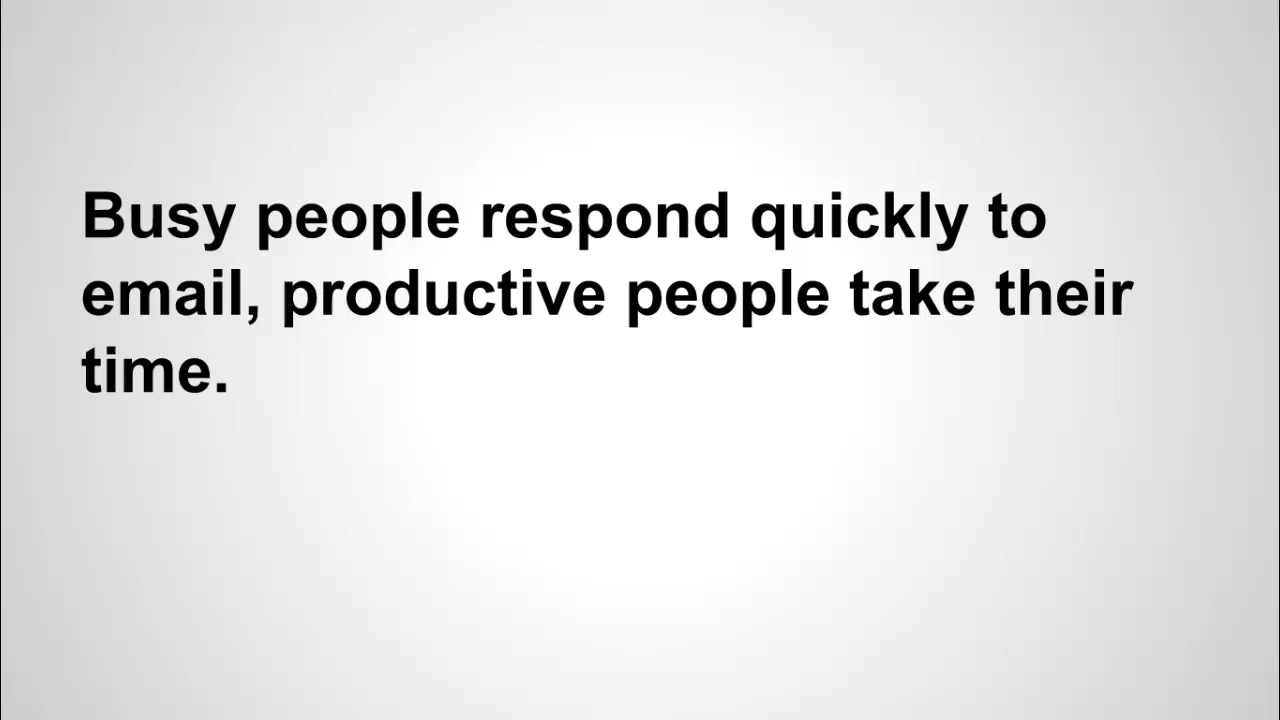 Busy people respond quickly to
email, productive people take their
time.